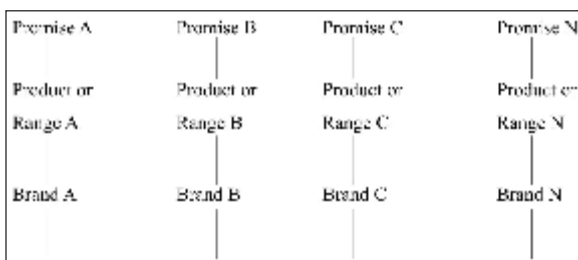 Promise A Promise B Promise C Promise N
Product or Product or Product or Product or
Range A Range B Range C Range N
Brand A Brand B Brand C Brand N